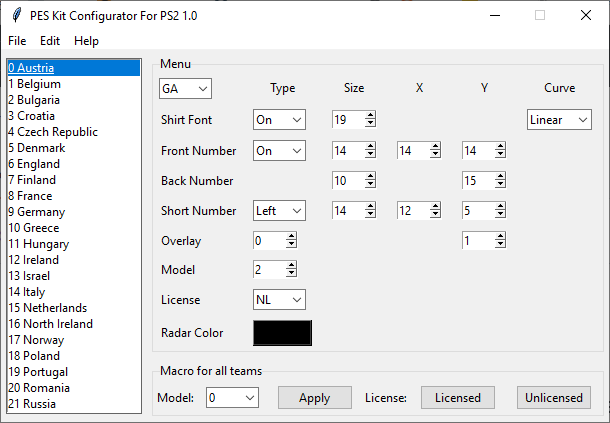 PES Kit Configurator For PS2 1.0
File Edit Help
0 Austria
1 Belgium
2 Bulgaria
3 Croatia
4 Czech Republic
5 Denmark
6 England
7 Finland
8 France
9 Germany
10 Greece
11 Hungary
12 Ireland
13 Israel
14 Italy
15 Netherlands
16 North Ireland
17 Norway
18 Poland
19 Portugal
20 Romania
21 Russia
Menu
GA Type Size X Y Curve
Shirt Font On 19 Linear
Front Number On 14 14 14
Back Number 10 15
Short Number Left 14 12 5
Overlay 0 1
Model 2
License NL
Radar Color
Macro for all teams
Model: 0 Apply License: Licensed Unlicensed